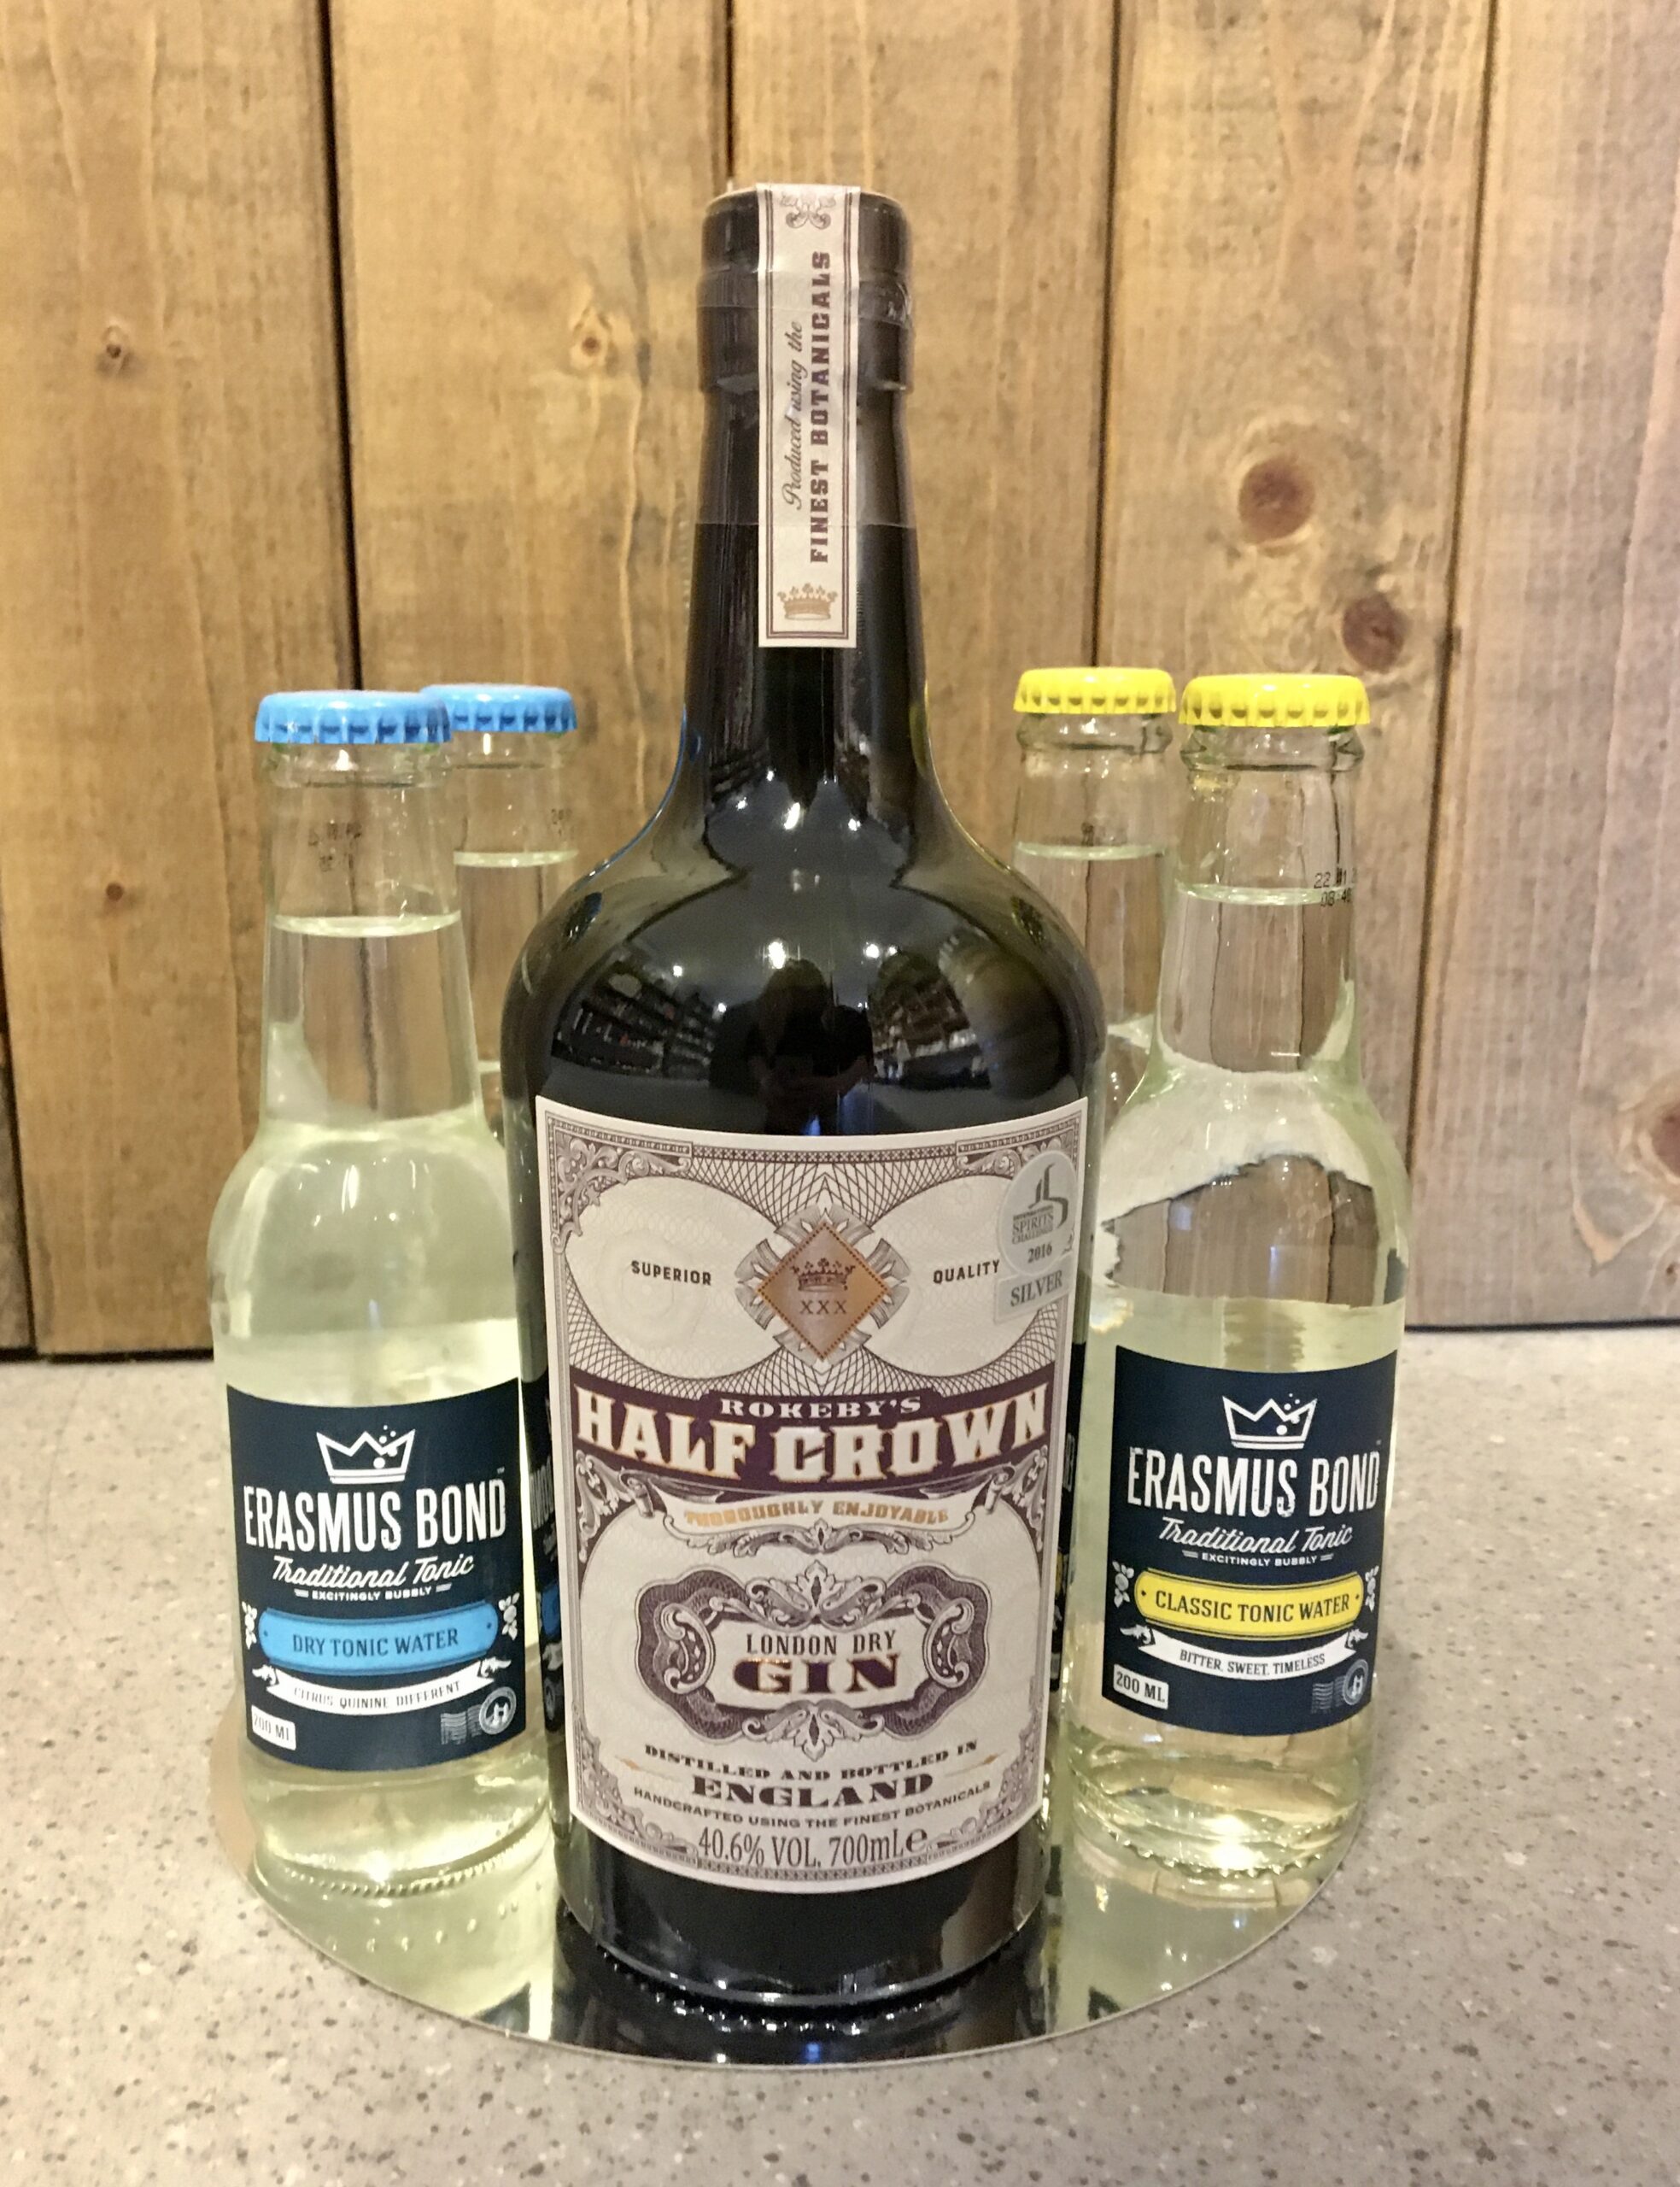 Produced using the
FINEST BOTANICALS
SUPERIOR
QUALITY
XXX
SPIRITS
CHALLENGE
2016
SILVER
ROKEBY'S
HALF CROWN
THOROUGHLY ENJOYABLE
LONDON DRY
GIN
DISTILLED AND BOTTLED IN
ENGLAND
HANDCRAFTED USING THE FINEST BOTANICALS
40.6% VOL, 700mLe
ERASMUS BOND
Traditional Tonic
EXCITINGLY BUBBLY
DRY TONIC WATER
CITRUS QUININE DIFFERENT
200 ML
ERASMUS BOND
Traditional Tonic
EXCITINGLY BUBBLY
CLASSIC TONIC WATER
BITTER. SWEET. TIMELESS
200 ML